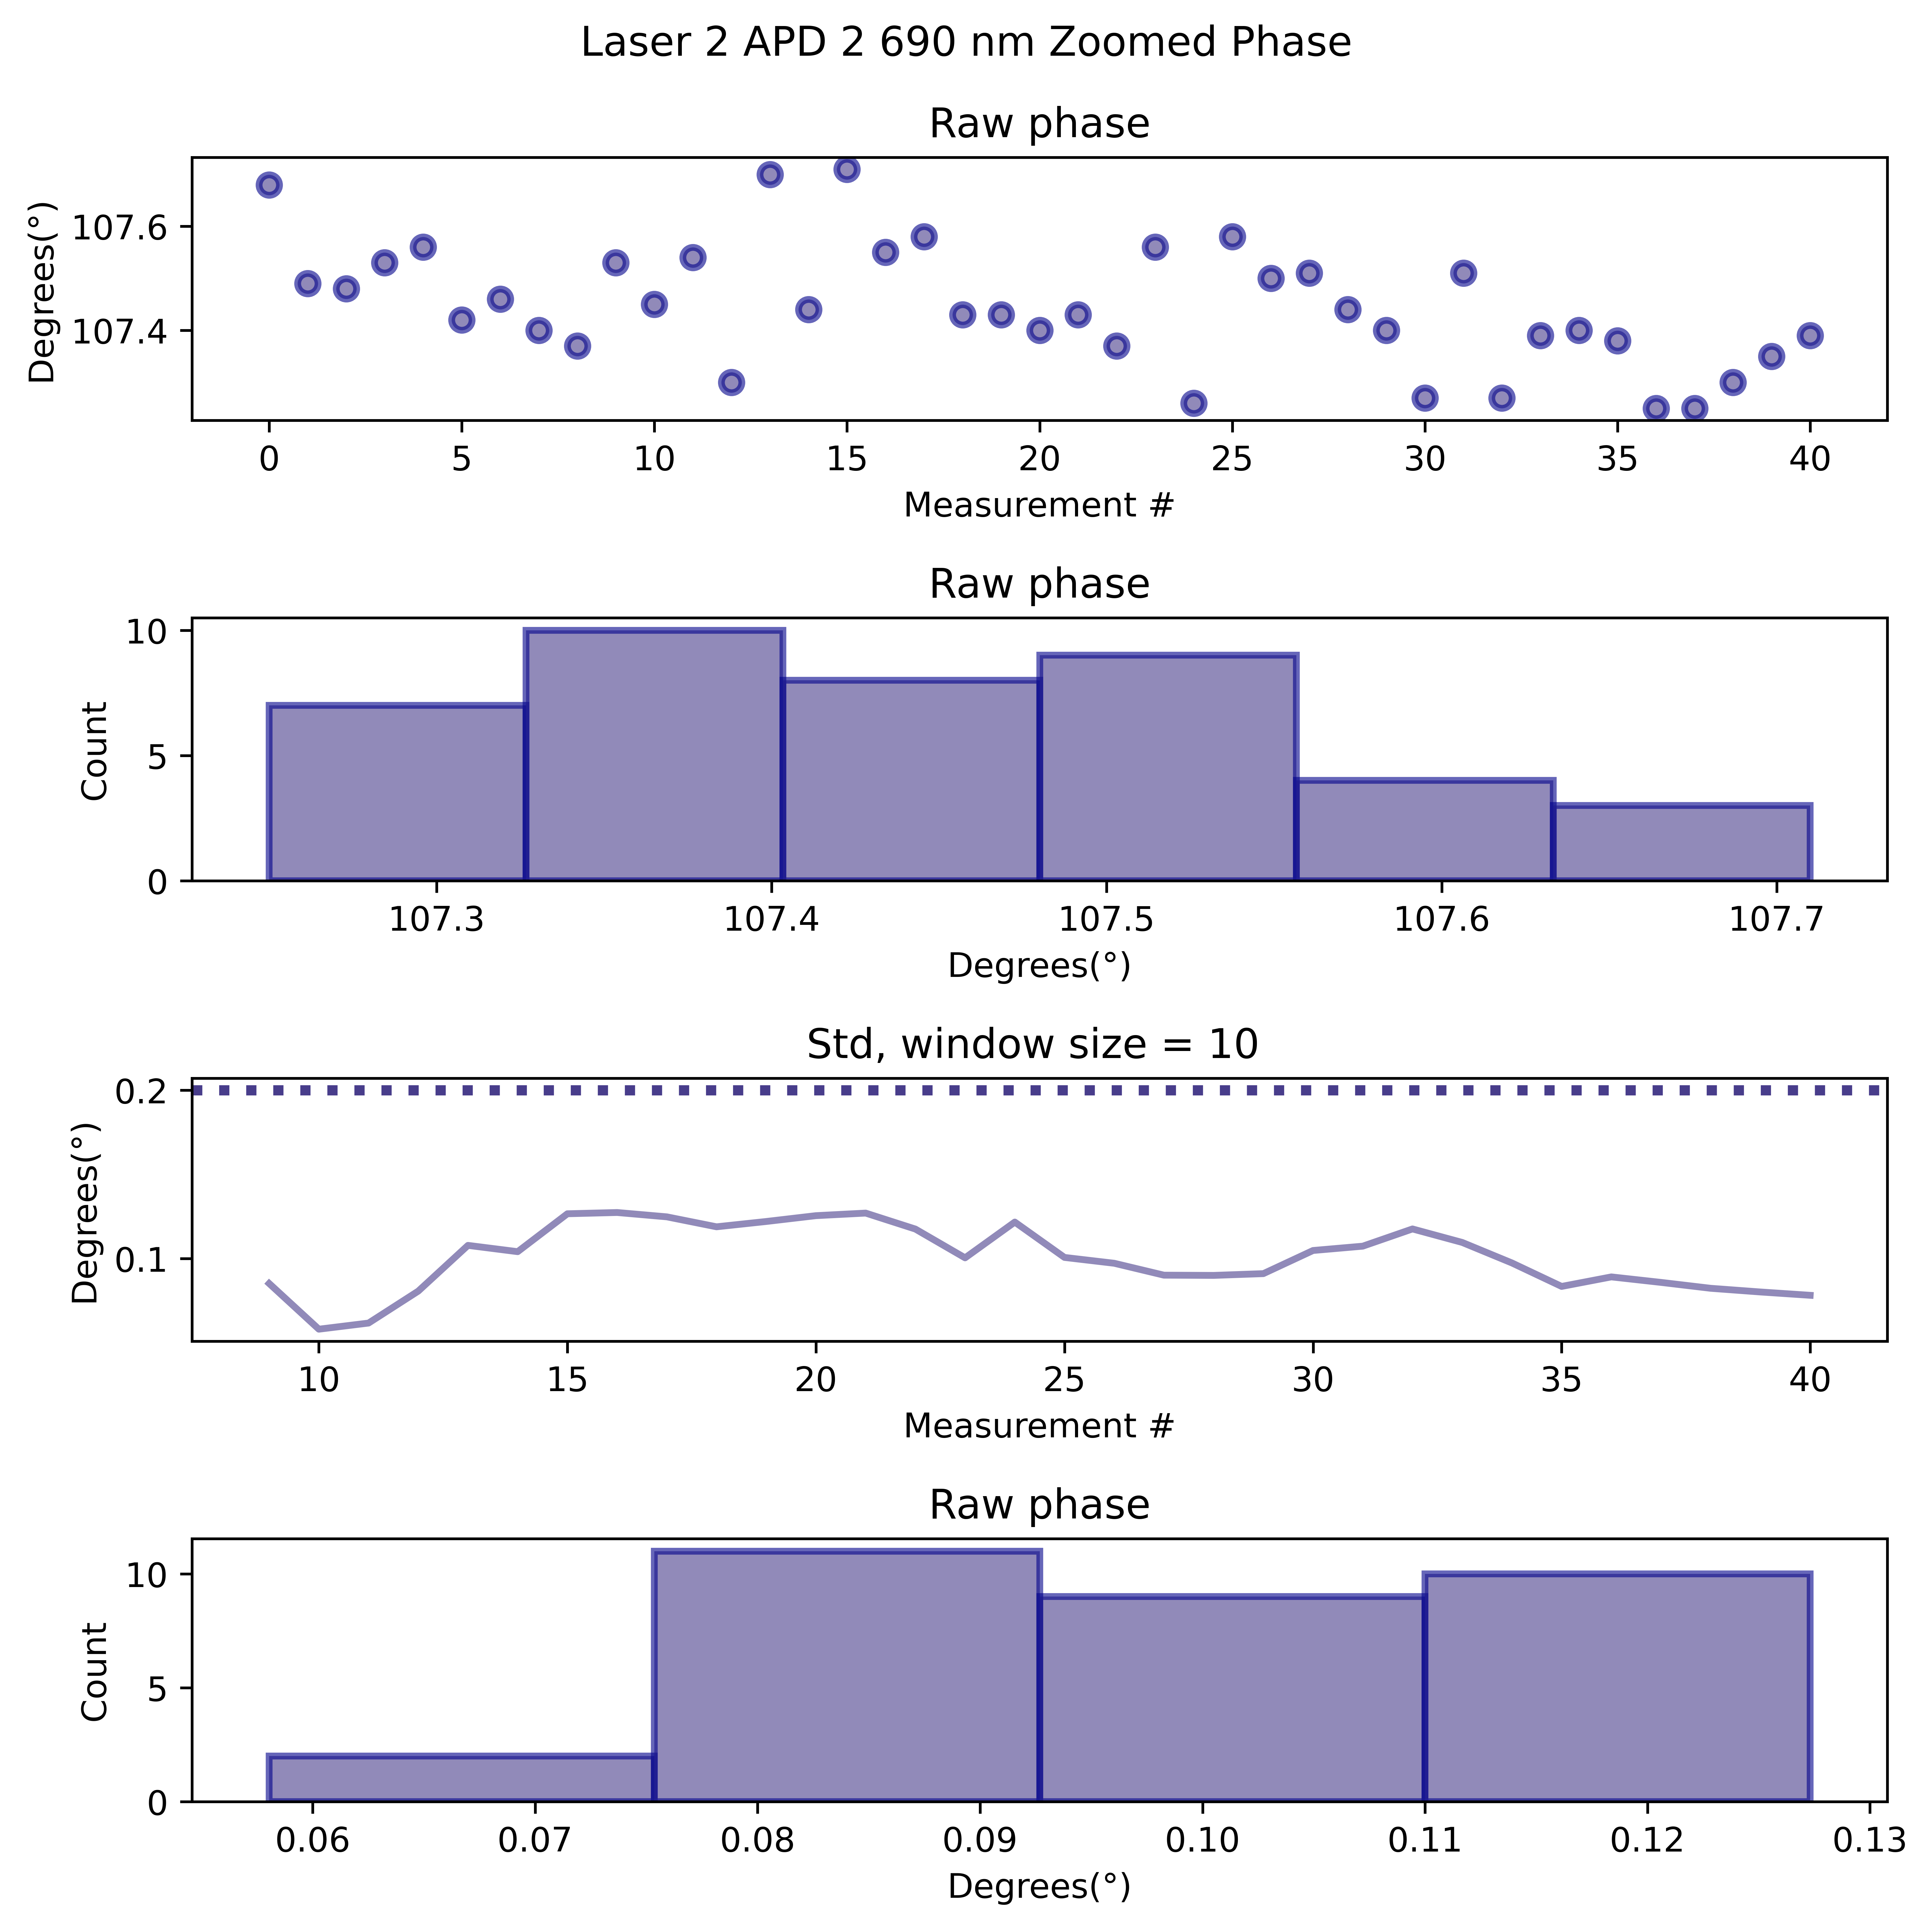 Laser 2 APD 2 690 nm Zoomed Phase
Raw phase
Degrees(°)
107.6
107.4
0 5 10 15 20 25 30 35 40
Measurement #
Raw phase
Count
10
5
0
107.3 107.4 107.5 107.6 107.7
Degrees(°)
Std, window size = 10
Degrees(°)
0.2
0.1
10 15 20 25 30 35 40
Measurement #
Raw phase
Count
10
5
0
0.06 0.07 0.08 0.09 0.10 0.11 0.12 0.13
Degrees(°)